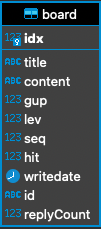 board
123 idx
ABC title
ABC content
123 gup
123 lev
123 seq
123 hit
writedate
ABC id
123 replyCount